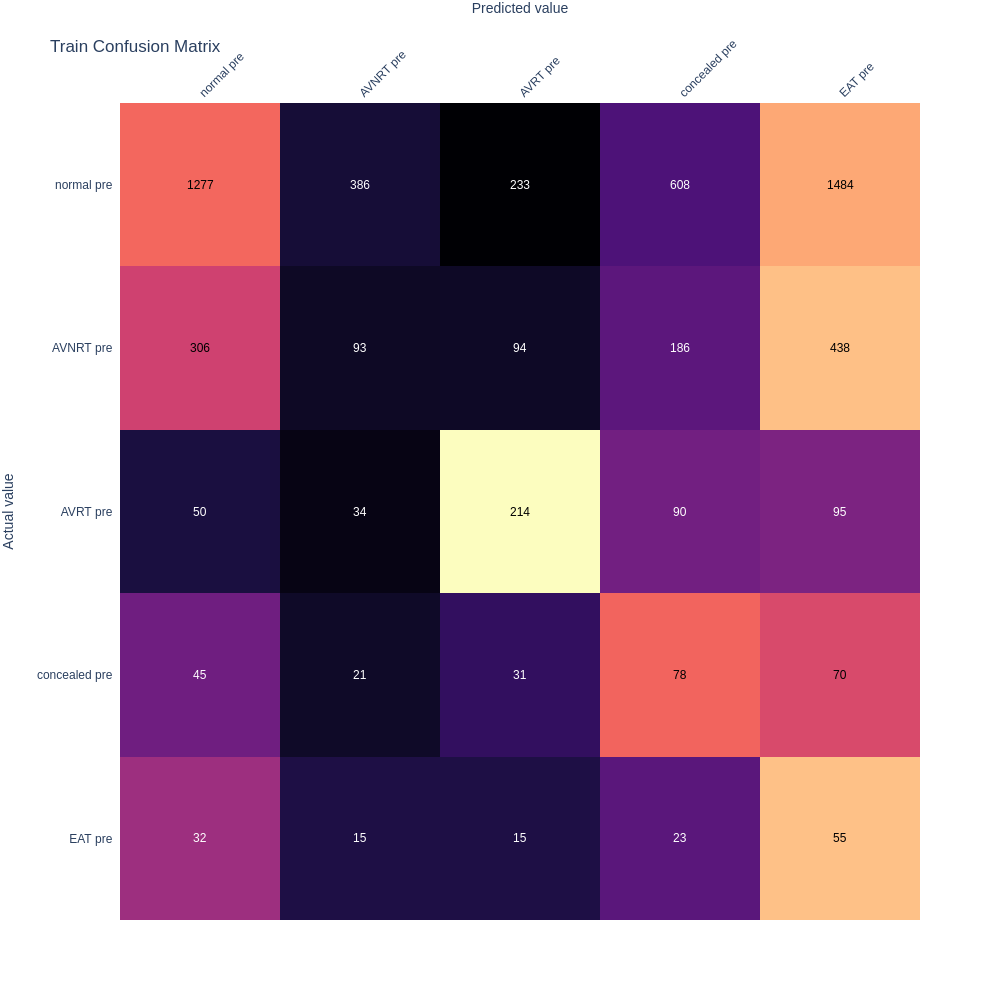 Predicted value
Train Confusion Matrix
normal pre AVNRT pre AVRT pre concealed pre EAT pre
normal pre 1277 386 233 608 1484
AVNRT pre 306 93 94 186 438
Actual value
AVRT pre 50 34 214 90 95
concealed pre 45 21 31 78 70
EAT pre 32 15 15 23 55